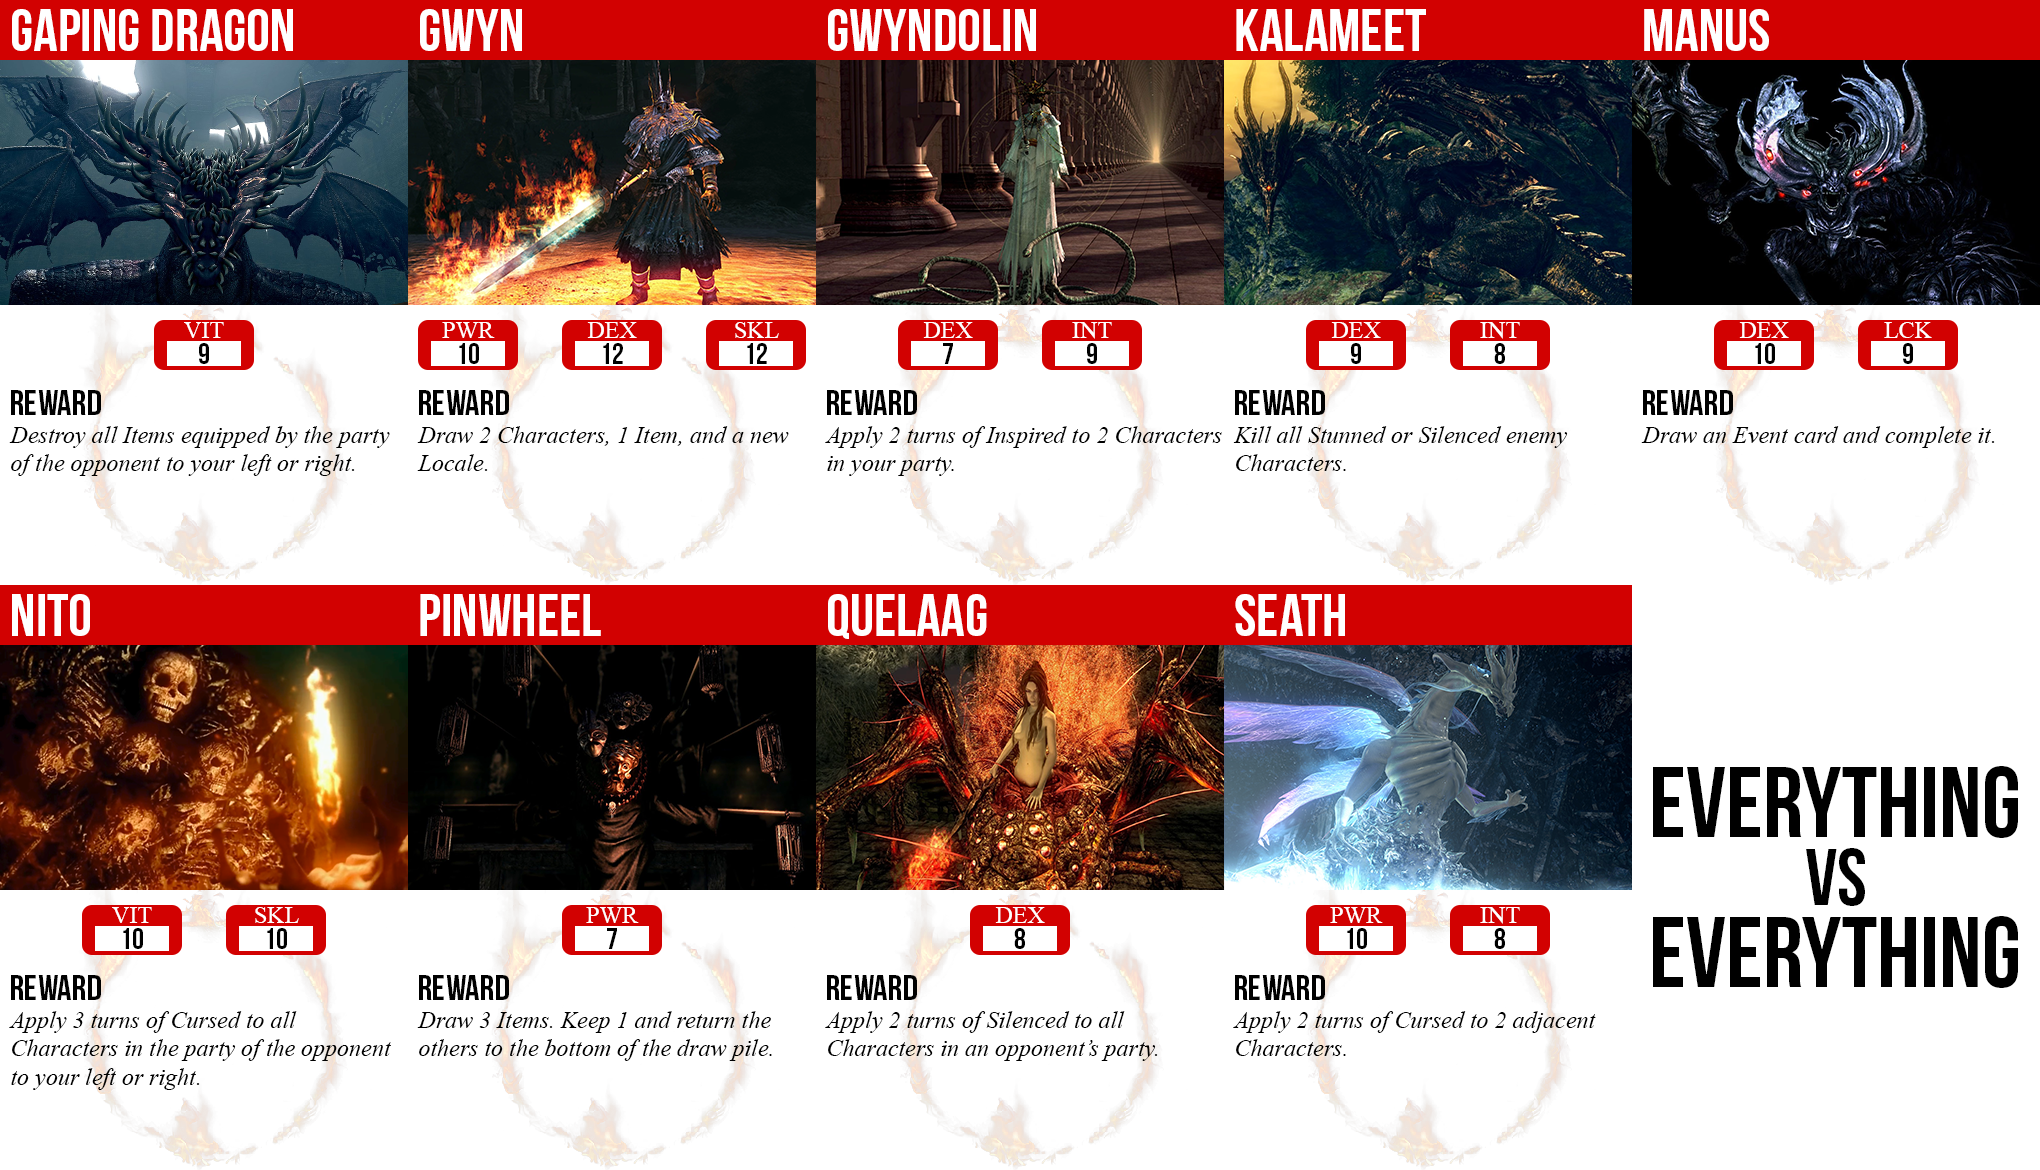 GAPING DRAGON
VIT
9
REWARD
Destroy all Items equipped by the party
of the opponent to your left or right.
GWYN
PWR
10
DEX
12
SKL
12
REWARD
Draw 2 Characters, 1 Item, and a new
Locale.
GWYNDOLIN
DEX
7
INT
9
REWARD
Apply 2 turns of Inspired to 2 Characters
in your party.
KALAMEET
DEX
9
INT
8
REWARD
Kill all Stunned or Silenced enemy
Characters.
MANUS
DEX
10
LCK
9
REWARD
Draw an Event card and complete it.
NITO
VIT
10
SKL
10
REWARD
Apply 3 turns of Cursed to all
Characters in the party of the opponent
to your left or right.
PINWHEEL
PWR
7
REWARD
Draw 3 Items. Keep 1 and return the
others to the bottom of the draw pile.
QUELAAG
DEX
8
REWARD
Apply 2 turns of Silenced to all
Characters in an opponent’s party.
SEATH
PWR
10
INT
8
REWARD
Apply 2 turns of Cursed to 2 adjacent
Characters.
EVERYTHING
VS
EVERYTHING